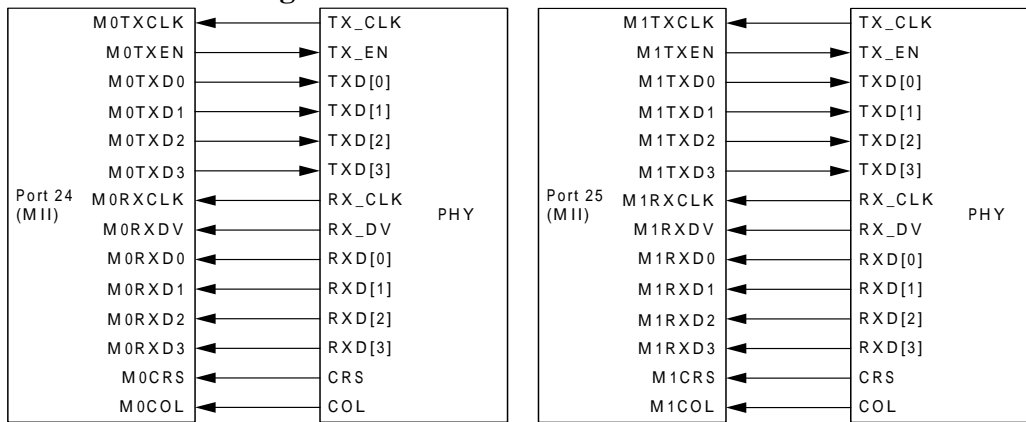 M0TXCLK TX_CLK
M0TXEN TX_EN
M0TXD0 TXD[0]
M0TXD1 TXD[1]
M0TXD2 TXD[2]
M0TXD3 TXD[3]
Port 24
(MII)
M0RXCLK RX_CLK
PHY
M0RXDV RX_DV
M0RXD0 RXD[0]
M0RXD1 RXD[1]
M0RXD2 RXD[2]
M0RXD3 RXD[3]
M0CRS CRS
M0COL COL
M1TXCLK TX_CLK
M1TXEN TX_EN
M1TXD0 TXD[0]
M1TXD1 TXD[1]
M1TXD2 TXD[2]
M1TXD3 TXD[3]
Port 25
(MII)
M1RXCLK RX_CLK
PHY
M1RXDV RX_DV
M1RXD0 RXD[0]
M1RXD1 RXD[1]
M1RXD2 RXD[2]
M1RXD3 RXD[3]
M1CRS CRS
M1COL COL